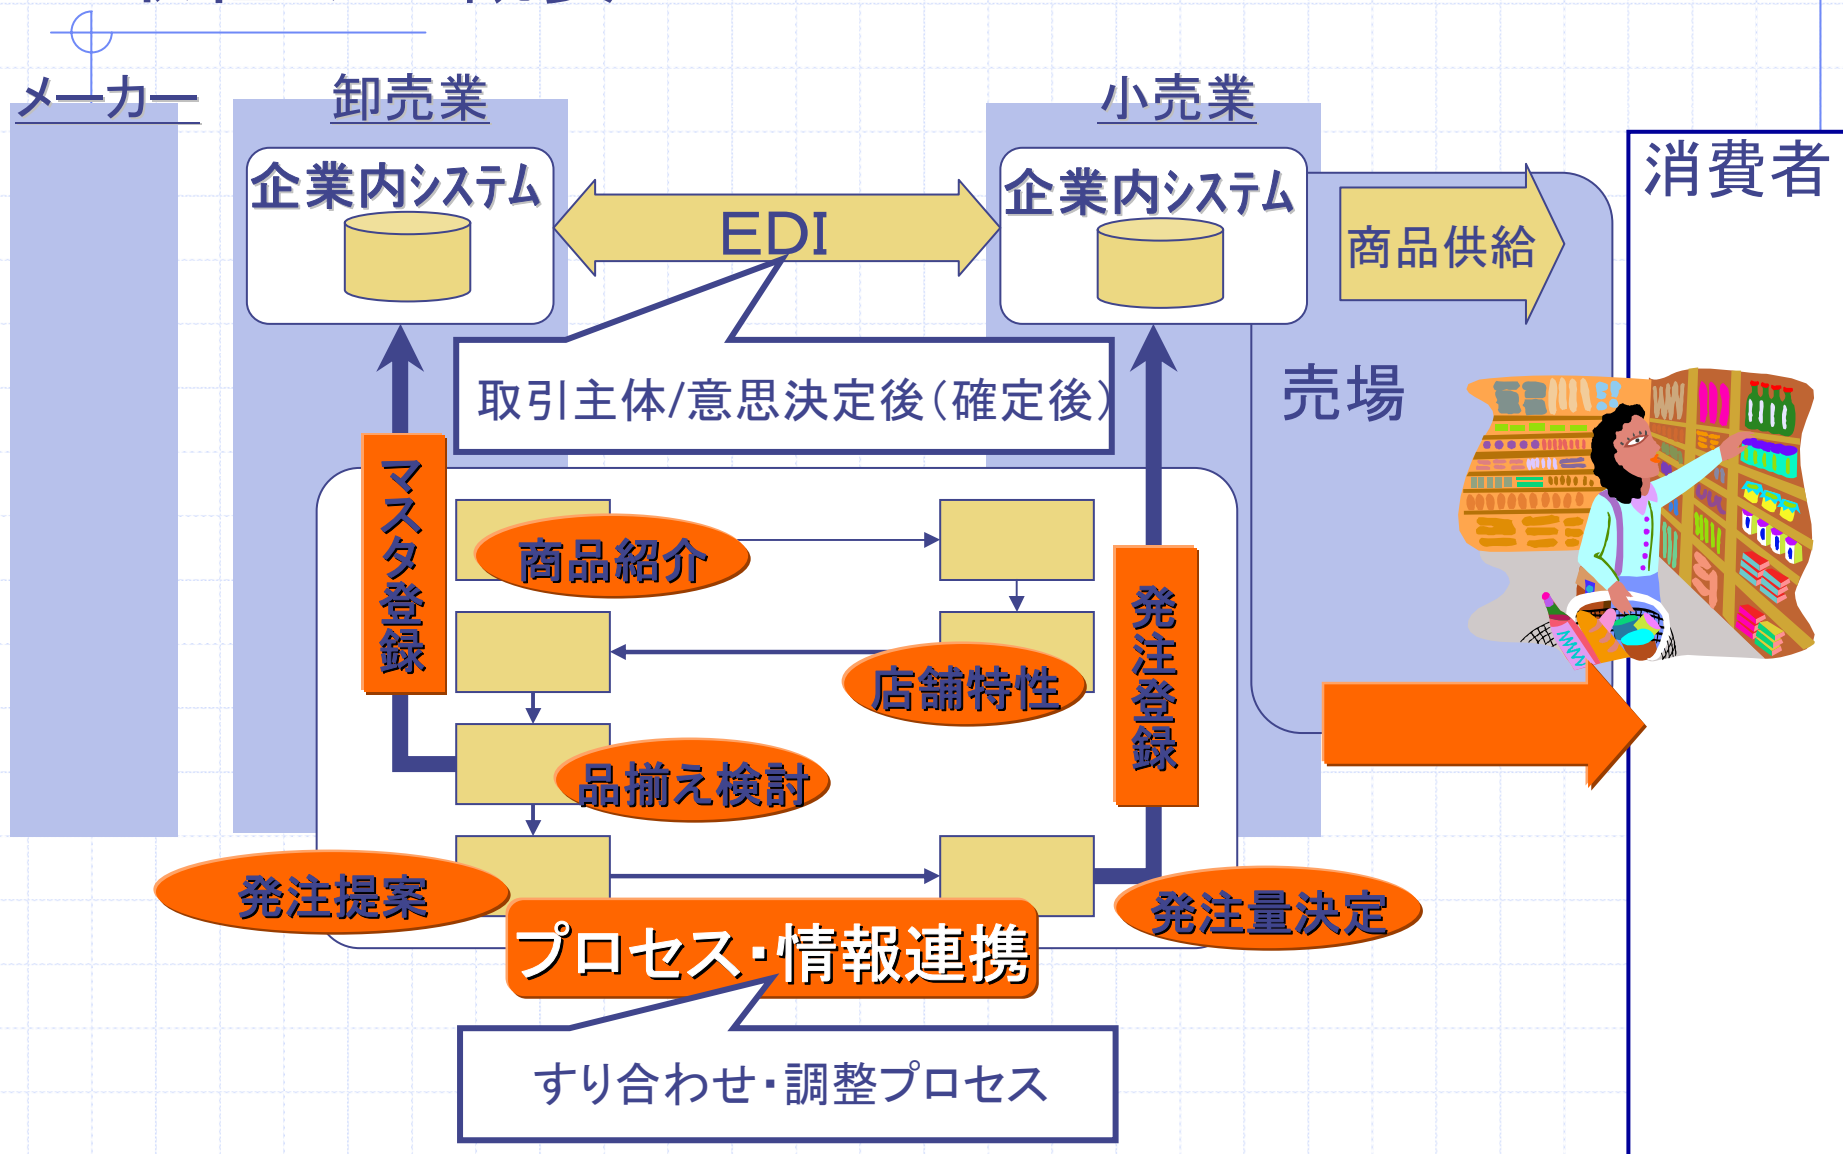 メーカー
卸売業
小売業
消費者
企業内システム
企業内システム
EDI
商品供給
取引主体/意思決定後（確定後）
売場
マスタ登録
商品紹介
発注登録
店舗特性
品揃え検討
発注提案
発注量決定
プロセス・情報連携
すり合わせ・調整プロセス